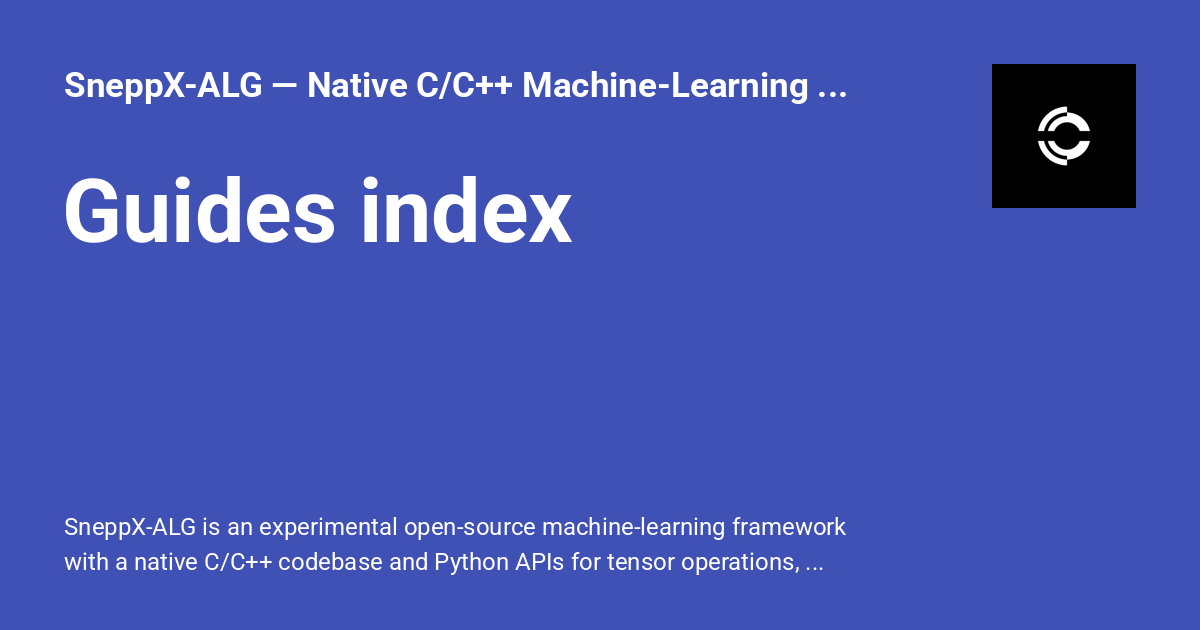 SneppX-ALG — Native C/C++ Machine-Learning ...
Guides index
SneppX-ALG is an experimental open-source machine-learning framework
with a native C/C++ codebase and Python APIs for tensor operations, ...